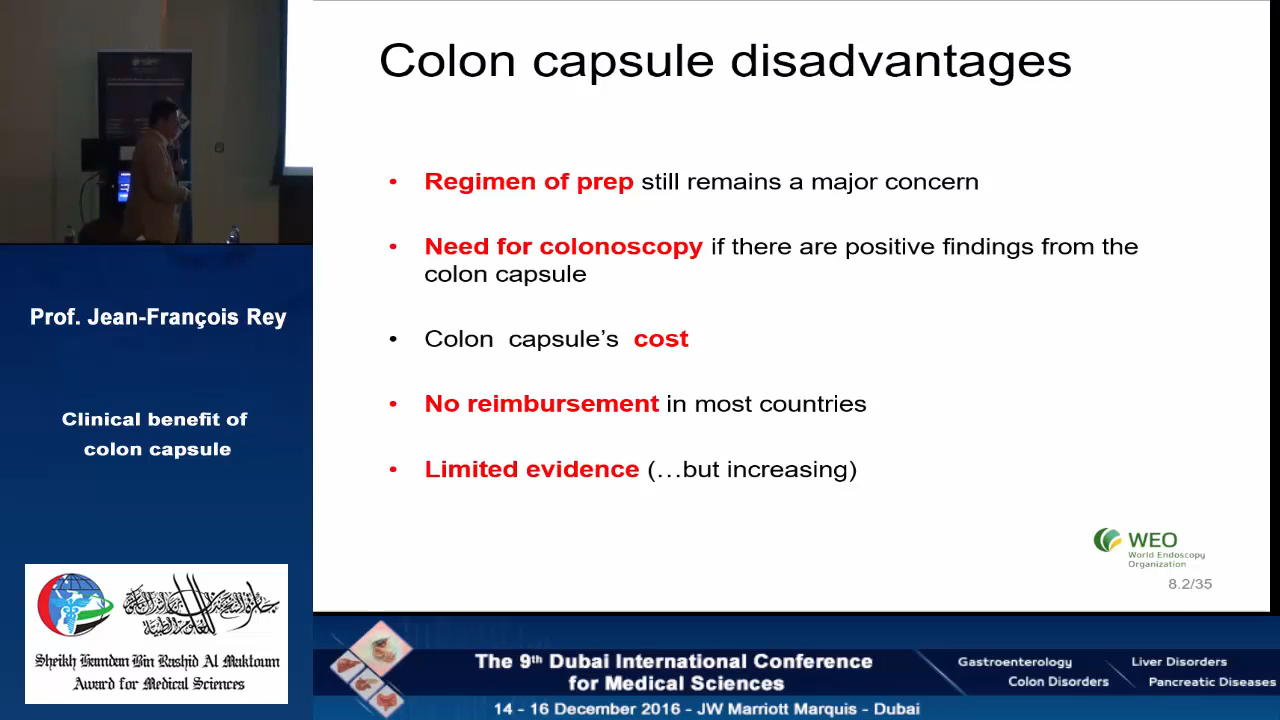 Colon capsule disadvantages
• Regimen of prep still remains a major concern
• Need for colonoscopy if there are positive findings from the
colon capsule
• Colon capsule’s cost
• No reimbursement in most countries
• Limited evidence (…but increasing)
WEO
World Endoscopy
Organization
8.2/35
Prof. Jean-François Rey
Clinical benefit of
colon capsule
Sheikh Hamdan Bin Rashid Al Maktoum
Award for Medical Sciences
The 9th Dubai International Conference
for Medical Sciences
14 - 16 December 2016 - JW Marriott Marquis - Dubai
Gastroenterology
Liver Disorders
Colon Disorders
Pancreatic Diseases